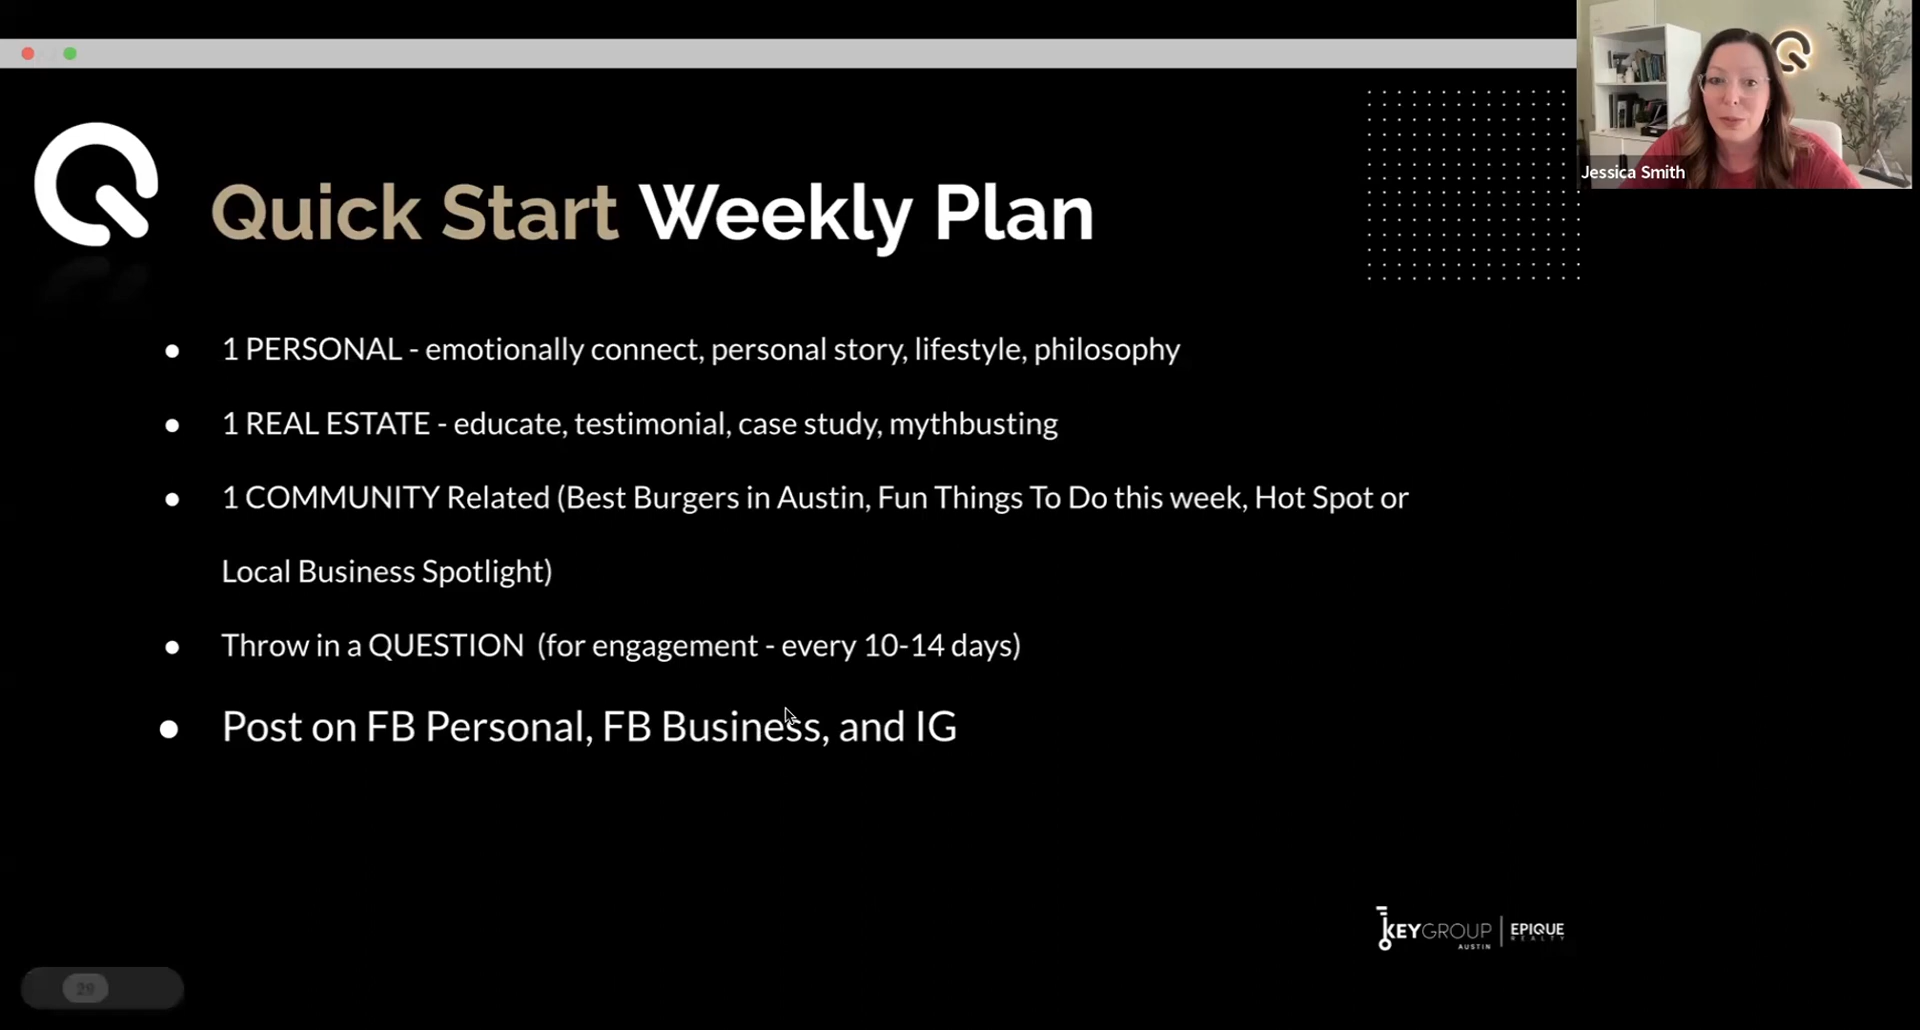 Jessica Smith
Quick Start Weekly Plan
● 1 PERSONAL - emotionally connect, personal story, lifestyle, philosophy
● 1 REAL ESTATE - educate, testimonial, case study, mythbusting
● 1 COMMUNITY Related (Best Burgers in Austin, Fun Things To Do this week, Hot Spot or
Local Business Spotlight)
● Throw in a QUESTION (for engagement - every 10-14 days)
● Post on FB Personal, FB Business, and IG
KEYGROUP | EPIQUE
AUSTIN REALTY
29